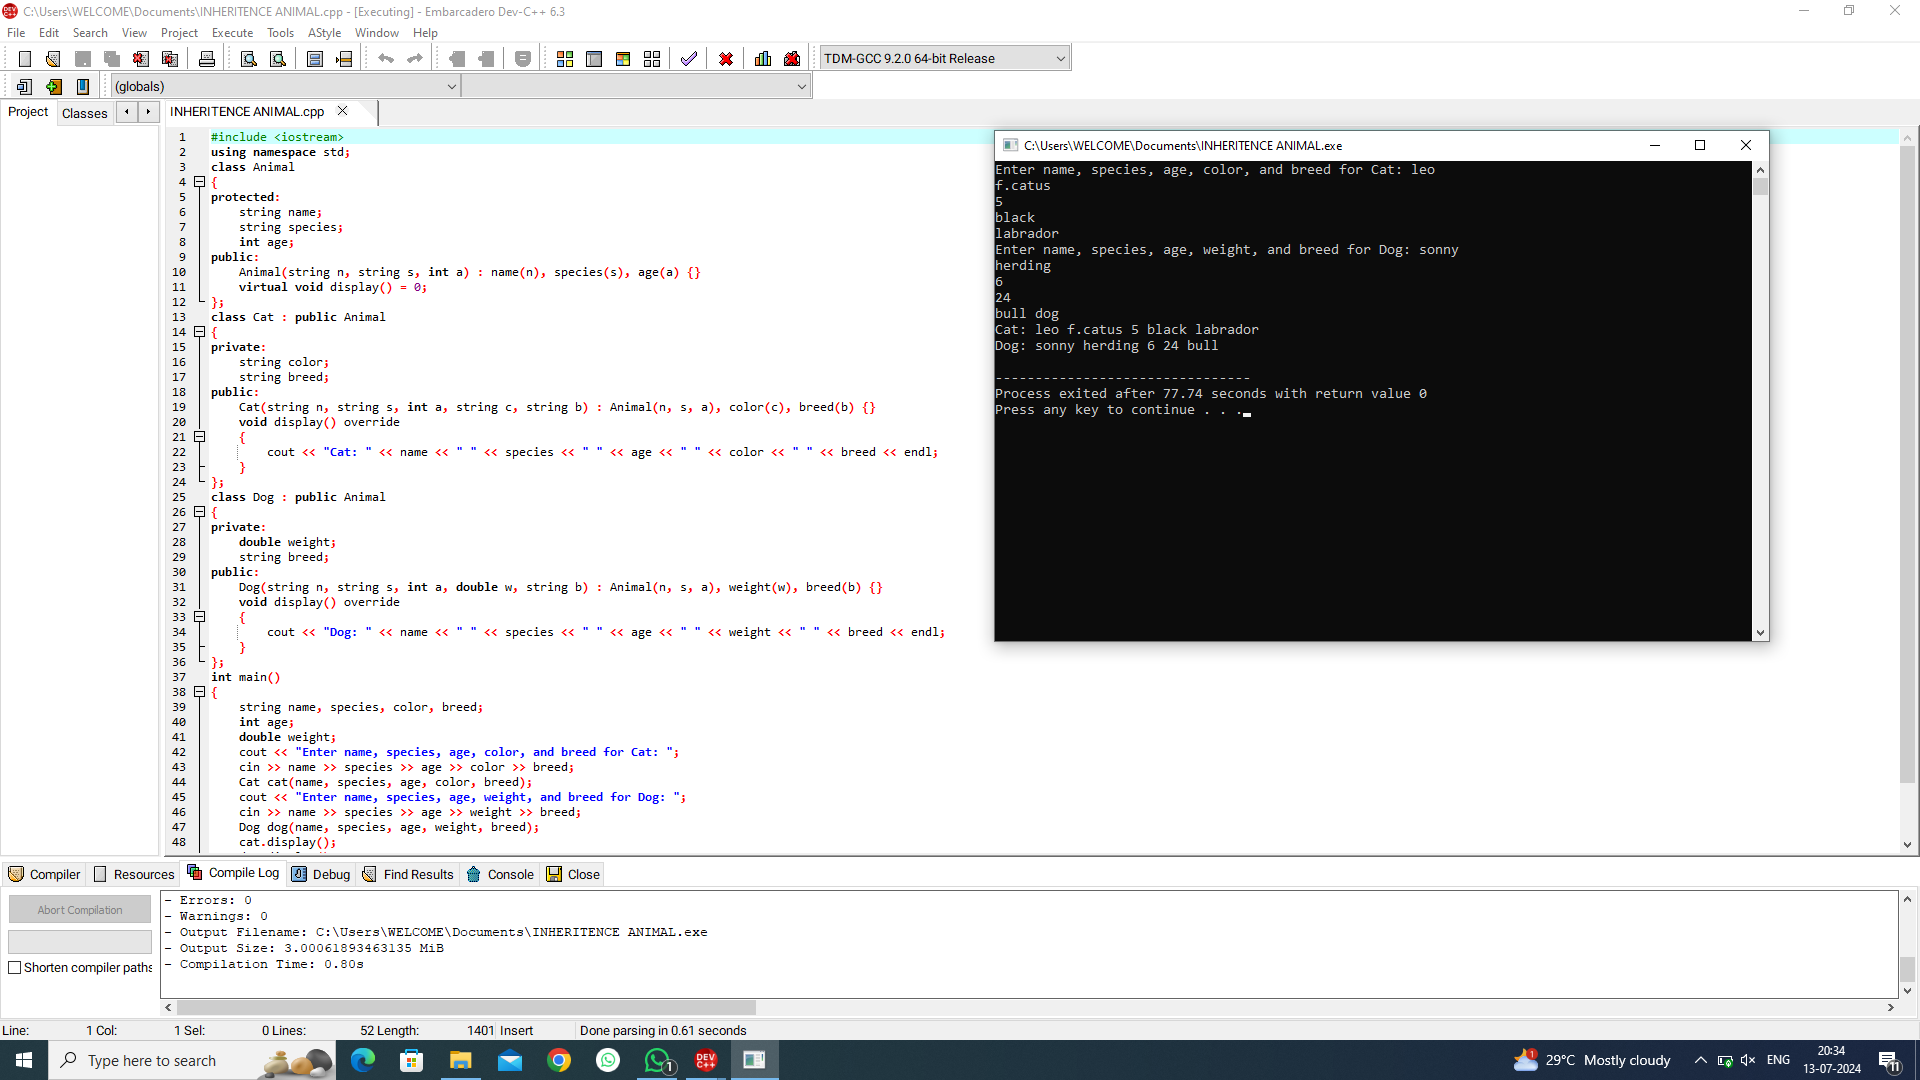 C:\Users\WELCOME\Documents\INHERITENCE ANIMAL.cpp - [Executing] - Embarcadero Dev-C++ 6.3
File Edit Search View Project Execute Tools AStyle Window Help
TDM-GCC 9.2.0 64-bit Release
(globals)
Project Classes
INHERITENCE ANIMAL.cpp
1 #include <iostream>
2 using namespace std;
3 class Animal
4 {
5 protected:
6 string name;
7 string species;
8 int age;
9 public:
10 Animal(string n, string s, int a) : name(n), species(s), age(a) {}
11 virtual void display() = 0;
12 };
13 class Cat : public Animal
14 {
15 private:
16 string color;
17 string breed;
18 public:
19 Cat(string n, string s, int a, string c, string b) : Animal(n, s, a), color(c), breed(b) {}
20 void display() override
21 {
22 cout << "Cat: " << name << " " << species << " " << age << " " << color << " " << breed << endl;
23 }
24 };
25 class Dog : public Animal
26 {
27 private:
28 double weight;
29 string breed;
30 public:
31 Dog(string n, string s, int a, double w, string b) : Animal(n, s, a), weight(w), breed(b) {}
32 void display() override
33 {
34 cout << "Dog: " << name << " " << species << " " << age << " " << weight << " " << breed << endl;
35 }
36 };
37 int main()
38 {
39 string name, species, color, breed;
40 int age;
41 double weight;
42 cout << "Enter name, species, age, color, and breed for Cat: ";
43 cin >> name >> species >> age >> color >> breed;
44 Cat cat(name, species, age, color, breed);
45 cout << "Enter name, species, age, weight, and breed for Dog: ";
46 cin >> name >> species >> age >> weight >> breed;
47 Dog dog(name, species, age, weight, breed);
48 cat.display();
C:\Users\WELCOME\Documents\INHERITENCE ANIMAL.exe
Enter name, species, age, color, and breed for Cat: leo
f.catus
5
black
labrador
Enter name, species, age, weight, and breed for Dog: sonny
herding
6
24
bull dog
Cat: leo f.catus 5 black labrador
Dog: sonny herding 6 24 bull
--------------------------------
Process exited after 77.74 seconds with return value 0
Press any key to continue . . .
Compiler Resources Compile Log Debug Find Results Console Close
Abort Compilation
Shorten compiler paths
- Errors: 0
- Warnings: 0
- Output Filename: C:\Users\WELCOME\Documents\INHERITENCE ANIMAL.exe
- Output Size: 3.00061893463135 MiB
- Compilation Time: 0.80s
Line: 1 Col: 1 Sel: 0 Lines: 52 Length: 1401 Insert Done parsing in 0.61 seconds
Type here to search
DEV C++
1
1
29°C Mostly cloudy
ENG
20:34
13-07-2024
11